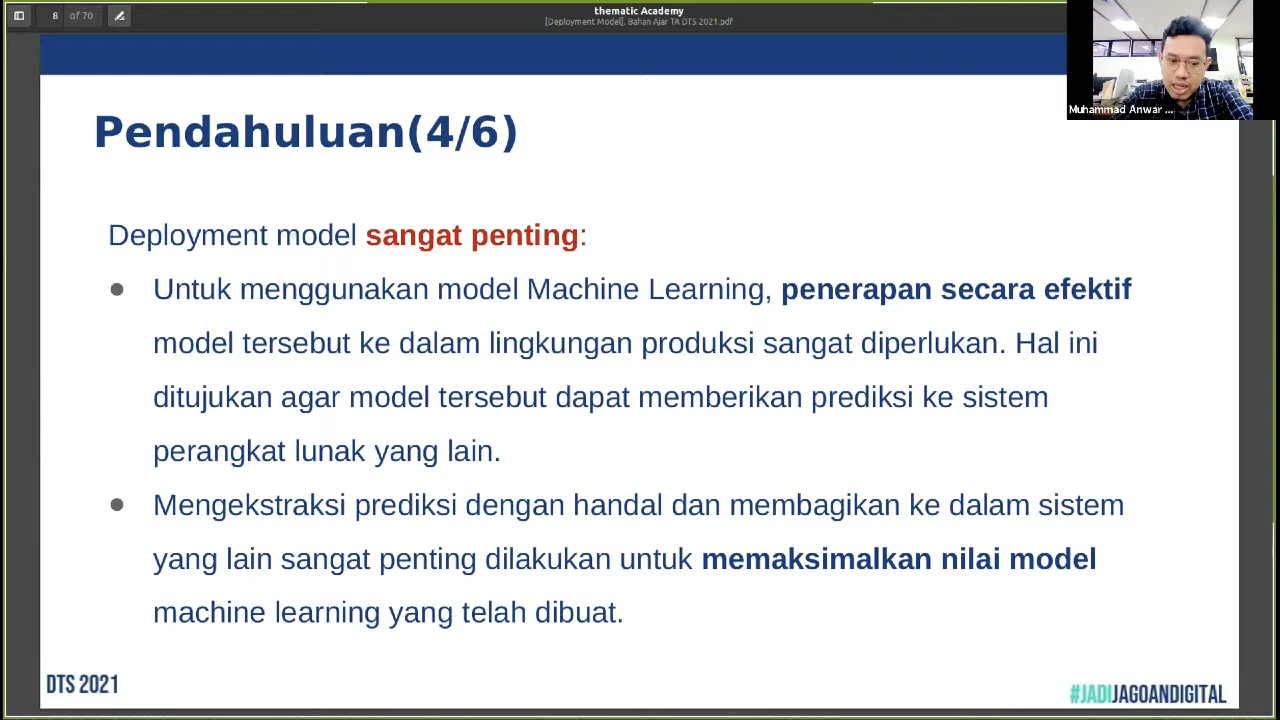 8 of 70
thematic Academy
[Deployment Model]. Bahan Ajar TA DTS 2021.pdf
Muhammad Anwar ...
Pendahuluan(4/6)
Deployment model sangat penting:
● Untuk menggunakan model Machine Learning, penerapan secara efektif
model tersebut ke dalam lingkungan produksi sangat diperlukan. Hal ini
ditujukan agar model tersebut dapat memberikan prediksi ke sistem
perangkat lunak yang lain.
● Mengekstraksi prediksi dengan handal dan membagikan ke dalam sistem
yang lain sangat penting dilakukan untuk memaksimalkan nilai model
machine learning yang telah dibuat.
DTS 2021
#JADIJAGOANDIGITAL